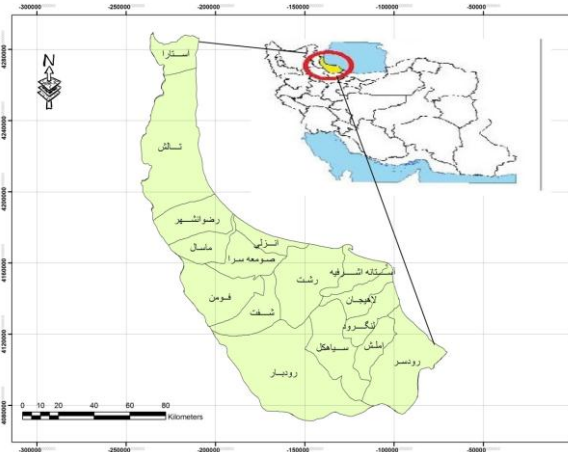 -300000 -250000 -200000 -150000 -100000 -50000
4280000
4240000
4200000
4160000
4120000
4080000
N
آستارا
تالش
رضوانشهر
ماسال
انزلی
صومعه سرا
رشت
آستانه اشرفیه
لاهیجان
فومن
شفت
لنگرود
سیاهکل
املش
رودسر
رودبار
0 10 20 40 60 80
Kilometers
-300000 -250000 -200000 -150000 -100000 -50000